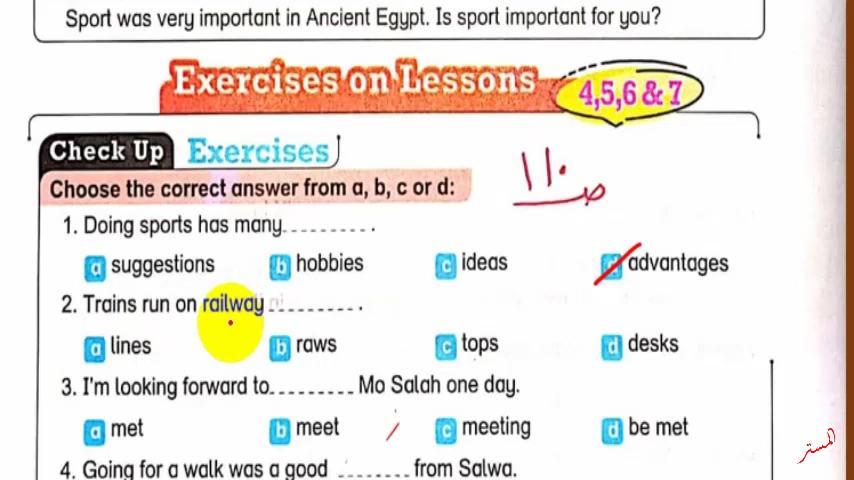 Sport was very important in Ancient Egypt. Is sport important for you?
Exercises on Lessons 4,5,6 & 7
Check Up Exercises
ص ١١٠
Choose the correct answer from a, b, c or d:
1. Doing sports has many .......... .
a suggestions b hobbies c ideas d advantages
2. Trains run on railway .......... .
a lines b raws c tops d desks
3. I'm looking forward to ......... Mo Salah one day.
a met b meet c meeting d be met
4. Going for a walk was a good ........ from Salwa.
المستر